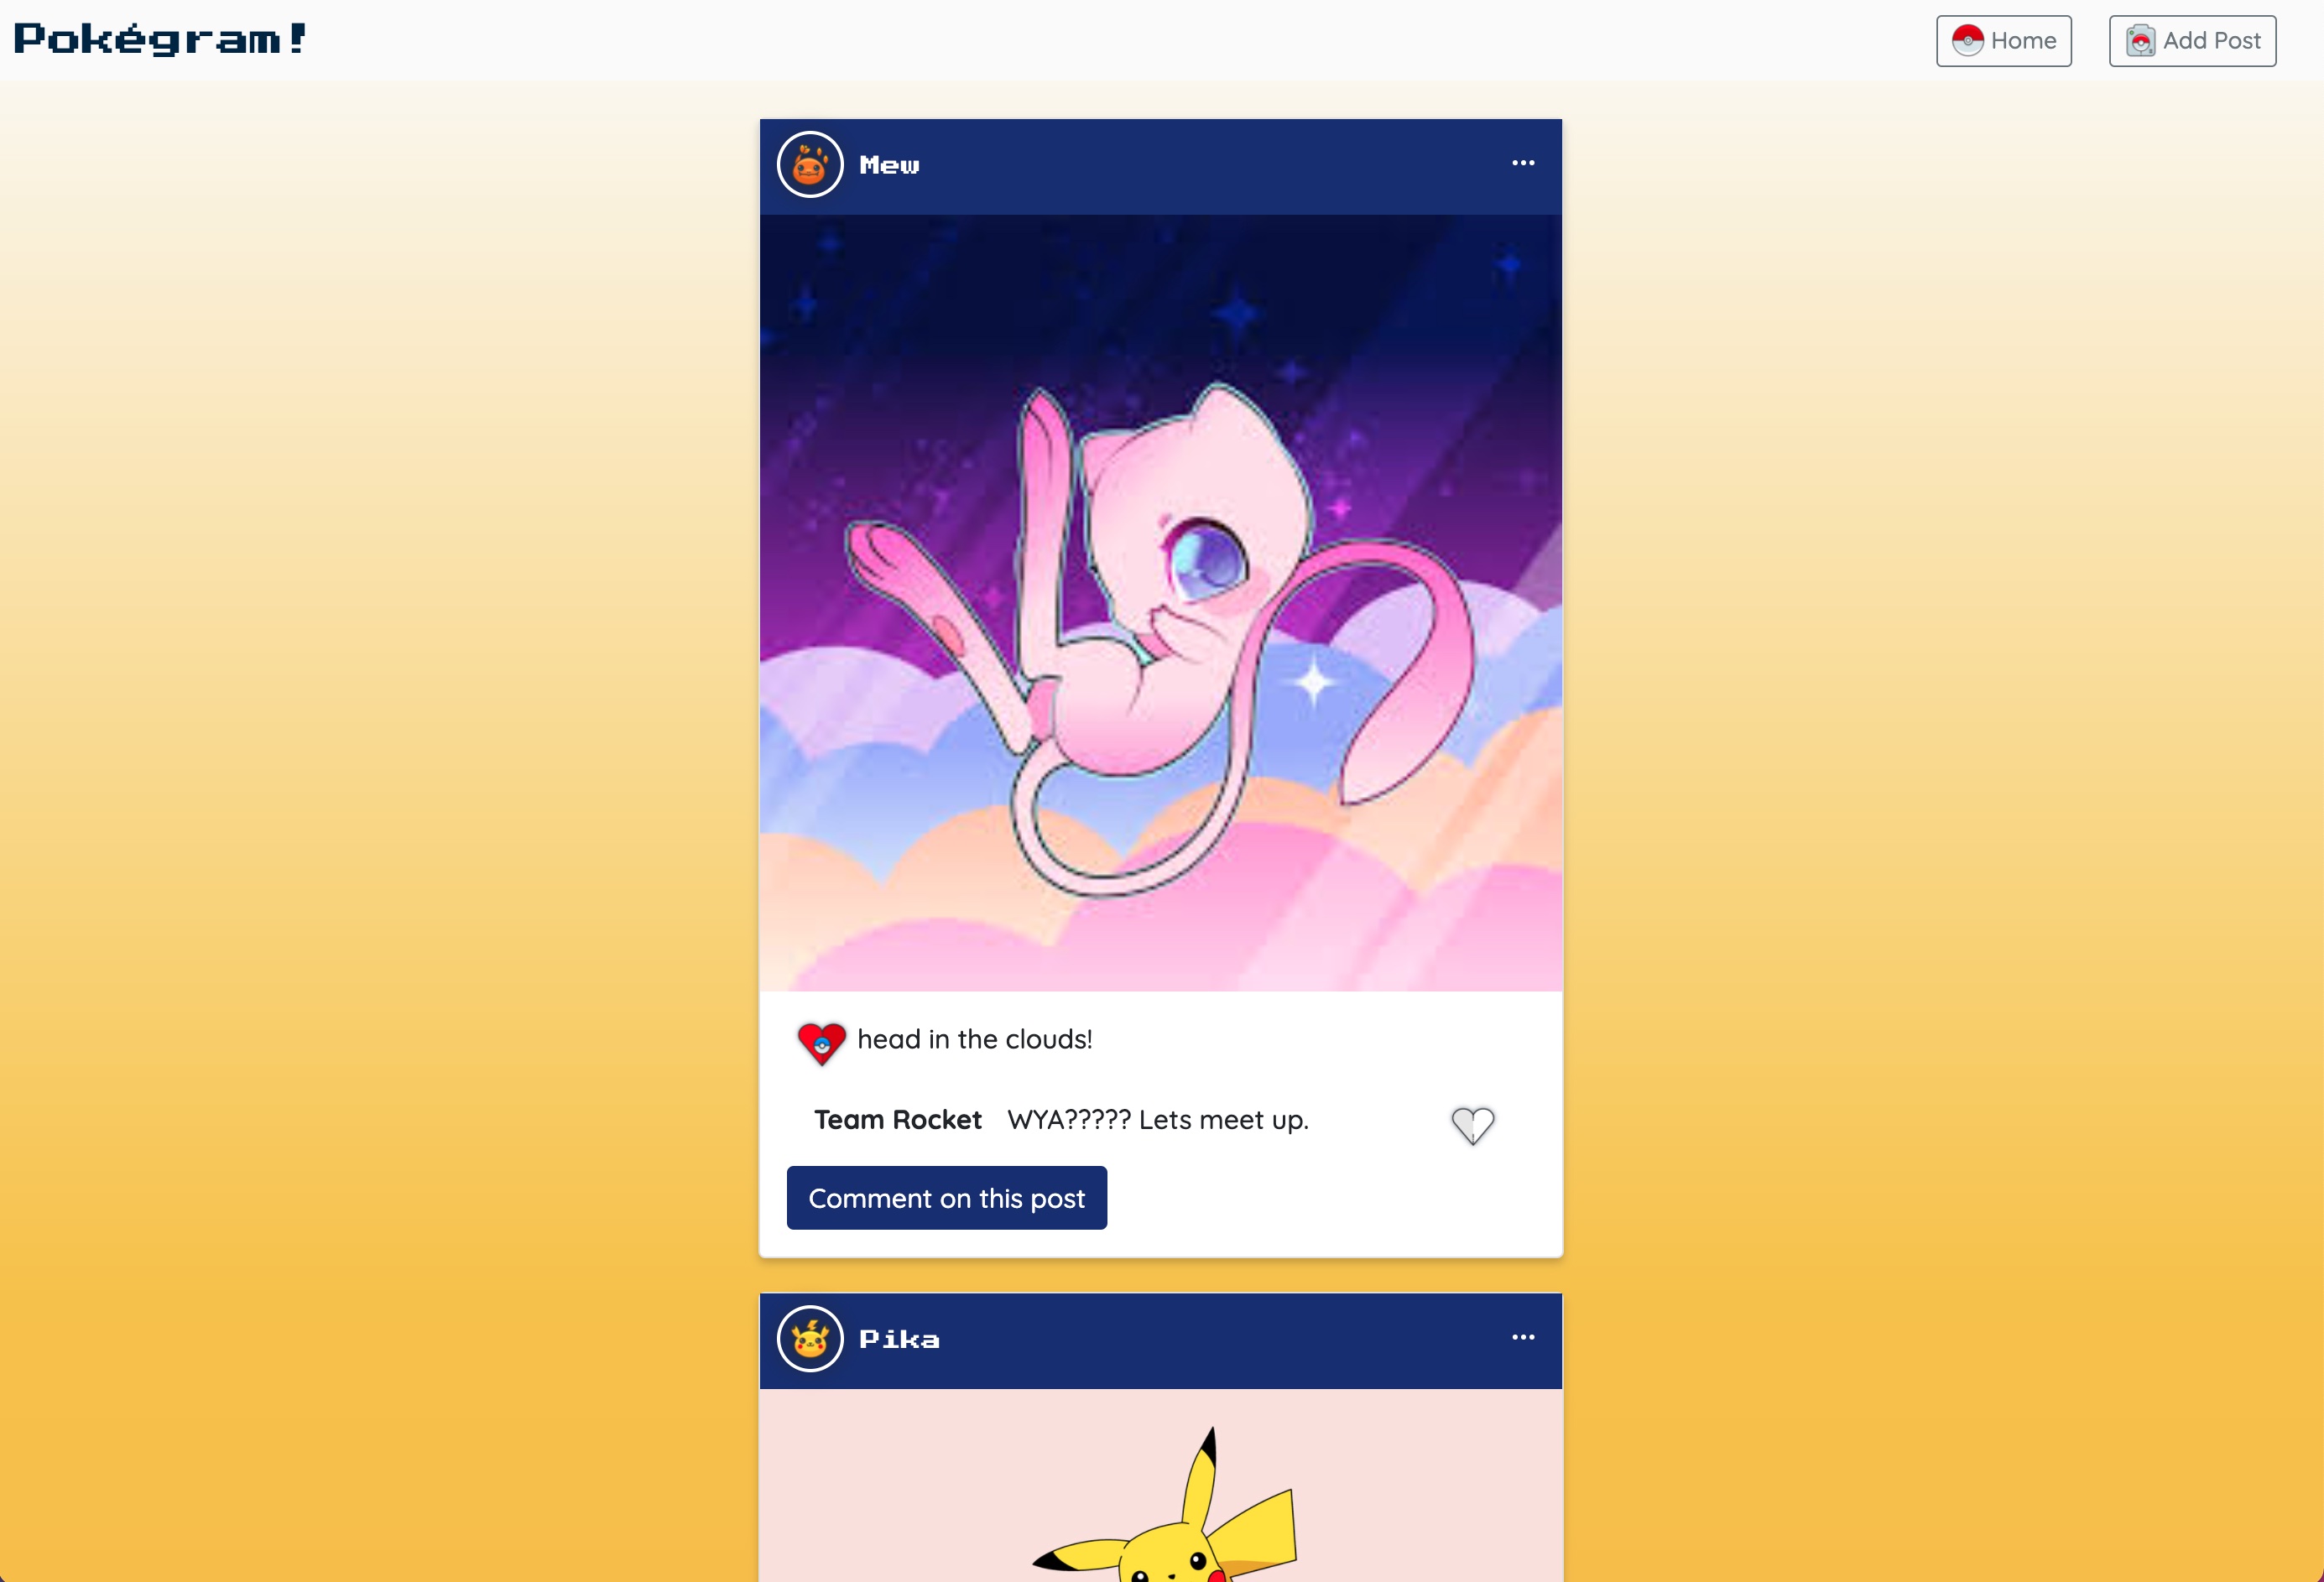 Pokégram!
Home
Add Post
Mew
head in the clouds!
Team Rocket WYA????? Lets meet up.
Comment on this post
Pika